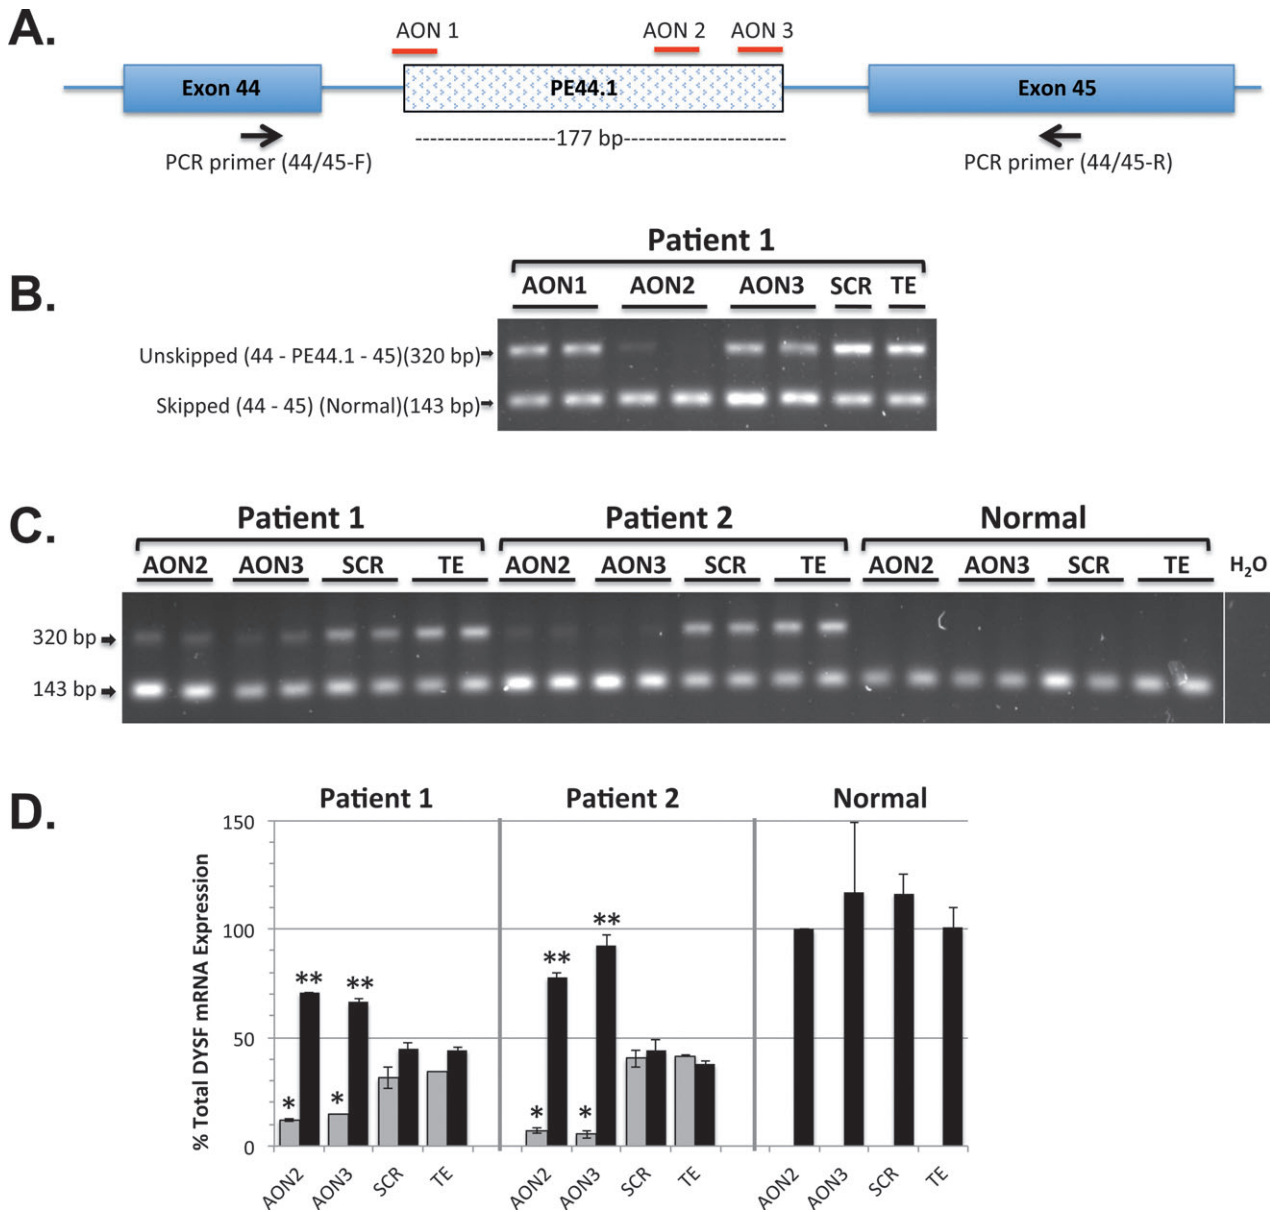 A.
AON 1
AON 2
AON 3
Exon 44
PE44.1
Exon 45
--------------------177 bp-----------------------
PCR primer (44/45-F)
PCR primer (44/45-R)
B.
Patient 1
AON1
AON2
AON3
SCR
TE
Unskipped (44 - PE44.1 - 45)(320 bp)
Skipped (44 - 45) (Normal)(143 bp)
C.
Patient 1
Patient 2
Normal
AON2
AON3
SCR
TE
AON2
AON3
SCR
TE
AON2
AON3
SCR
TE
H₂O
320 bp
143 bp
D.
Patient 1
Patient 2
Normal
% Total DYSF mRNA Expression
150
100
50
0
*
**
*
**
*
**
*
**
AON2
AON3
SCR
TE
AON2
AON3
SCR
TE
AON2
AON3
SCR
TE